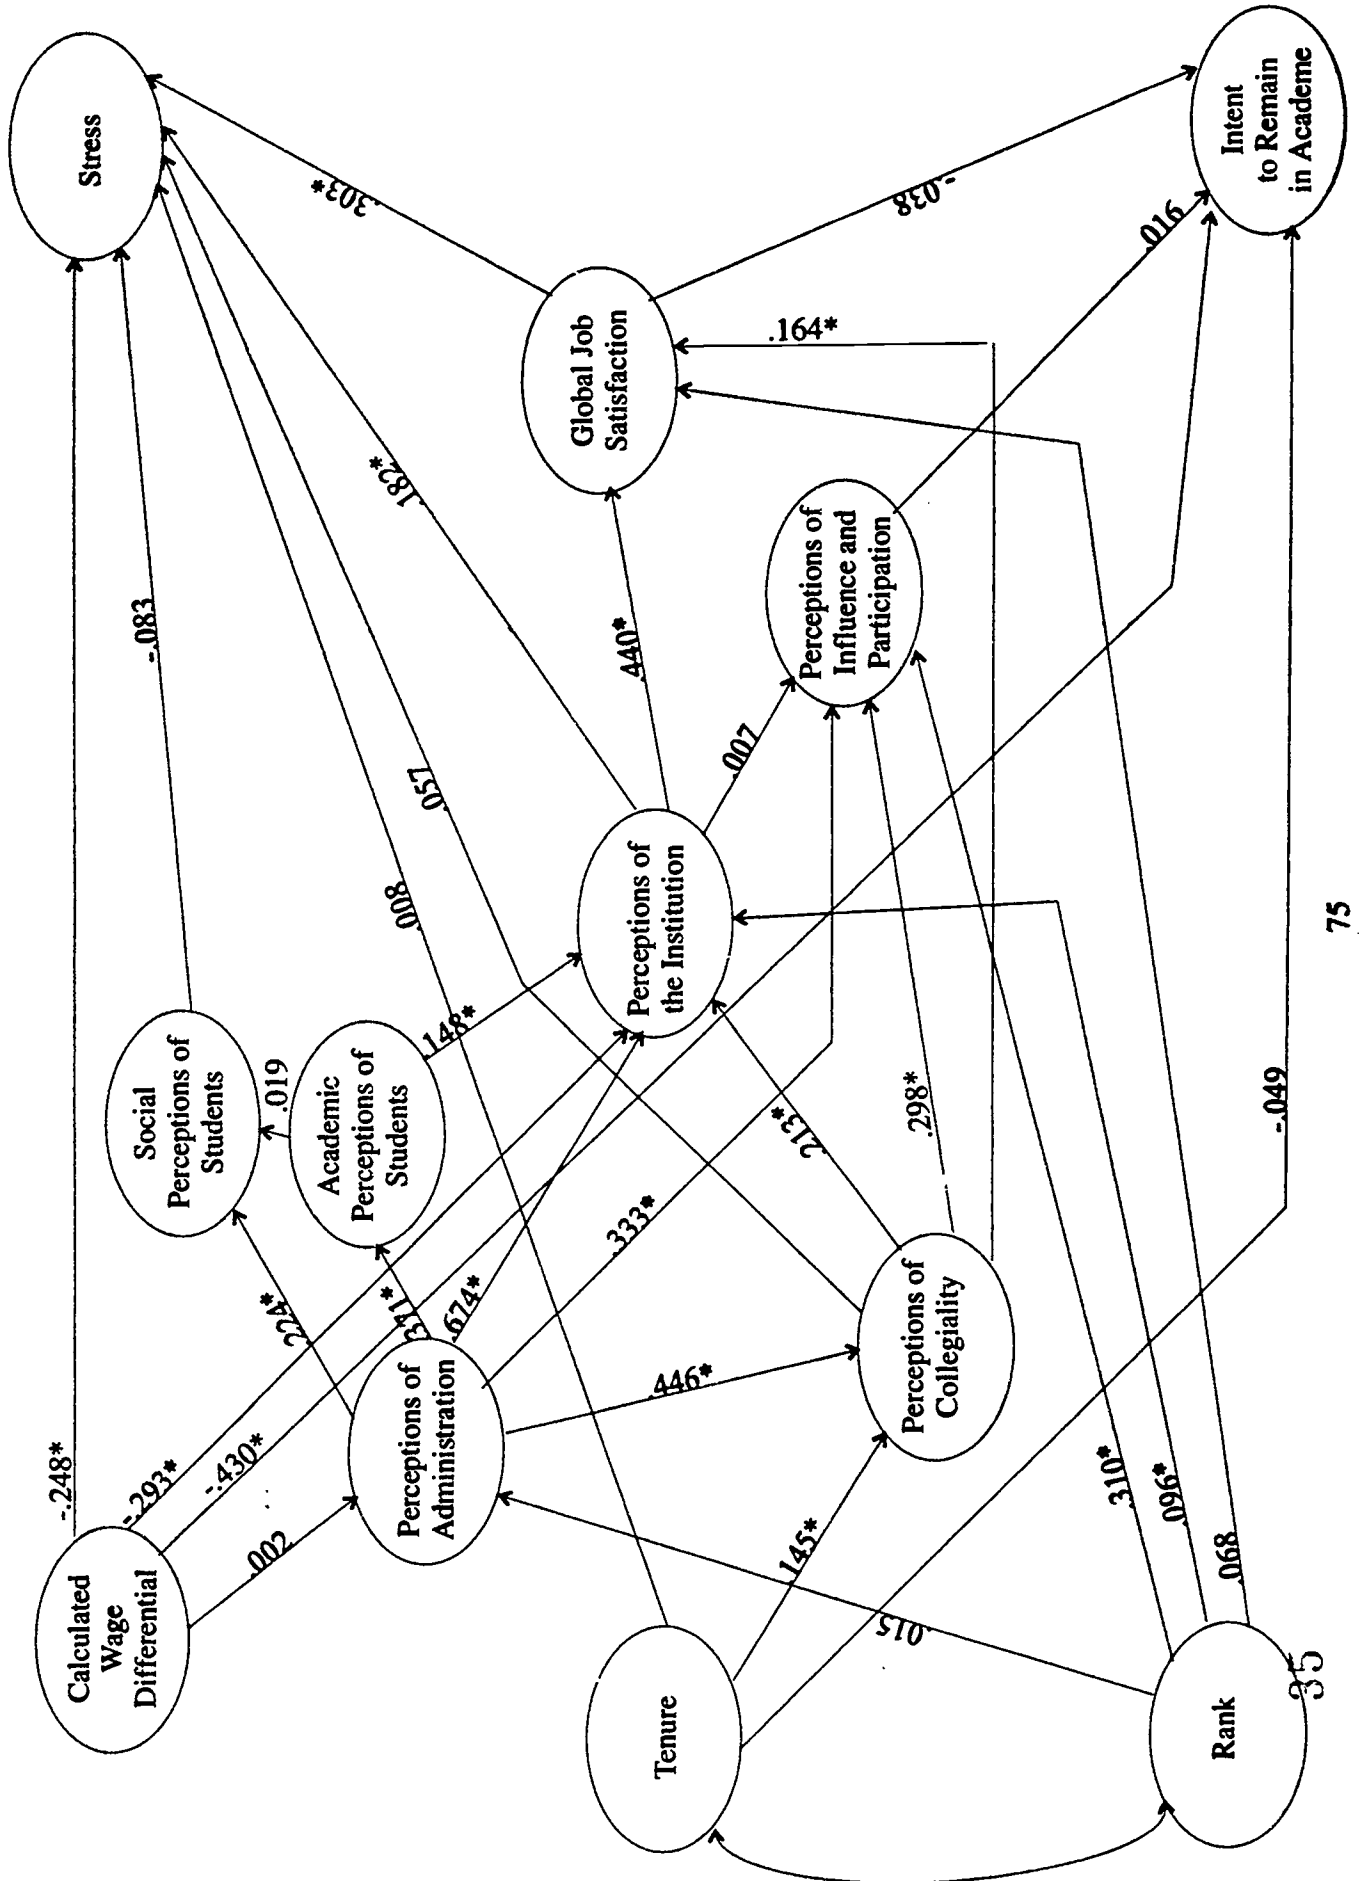 Stress
Intent
to Remain
in Academe
.303*
-.038
.016
Global Job
Satisfaction
.164*
.182*
-.083
.440*
Perceptions of
Influence and
Participation
.007
.057
.008
Perceptions of
the Institution
Social
Perceptions of
Students
.019
Academic
Perceptions of
Students
.148*
.213*
.298*
-.049
.333*
.224*
.311*
.674*
Perceptions of
Administration
.446*
Perceptions of
Collegiality
-.248*
-.293*
-.430*
.002
Calculated
Wage
Differential
.145*
.015
.310*
.096*
.068
Tenure
Rank
75
35